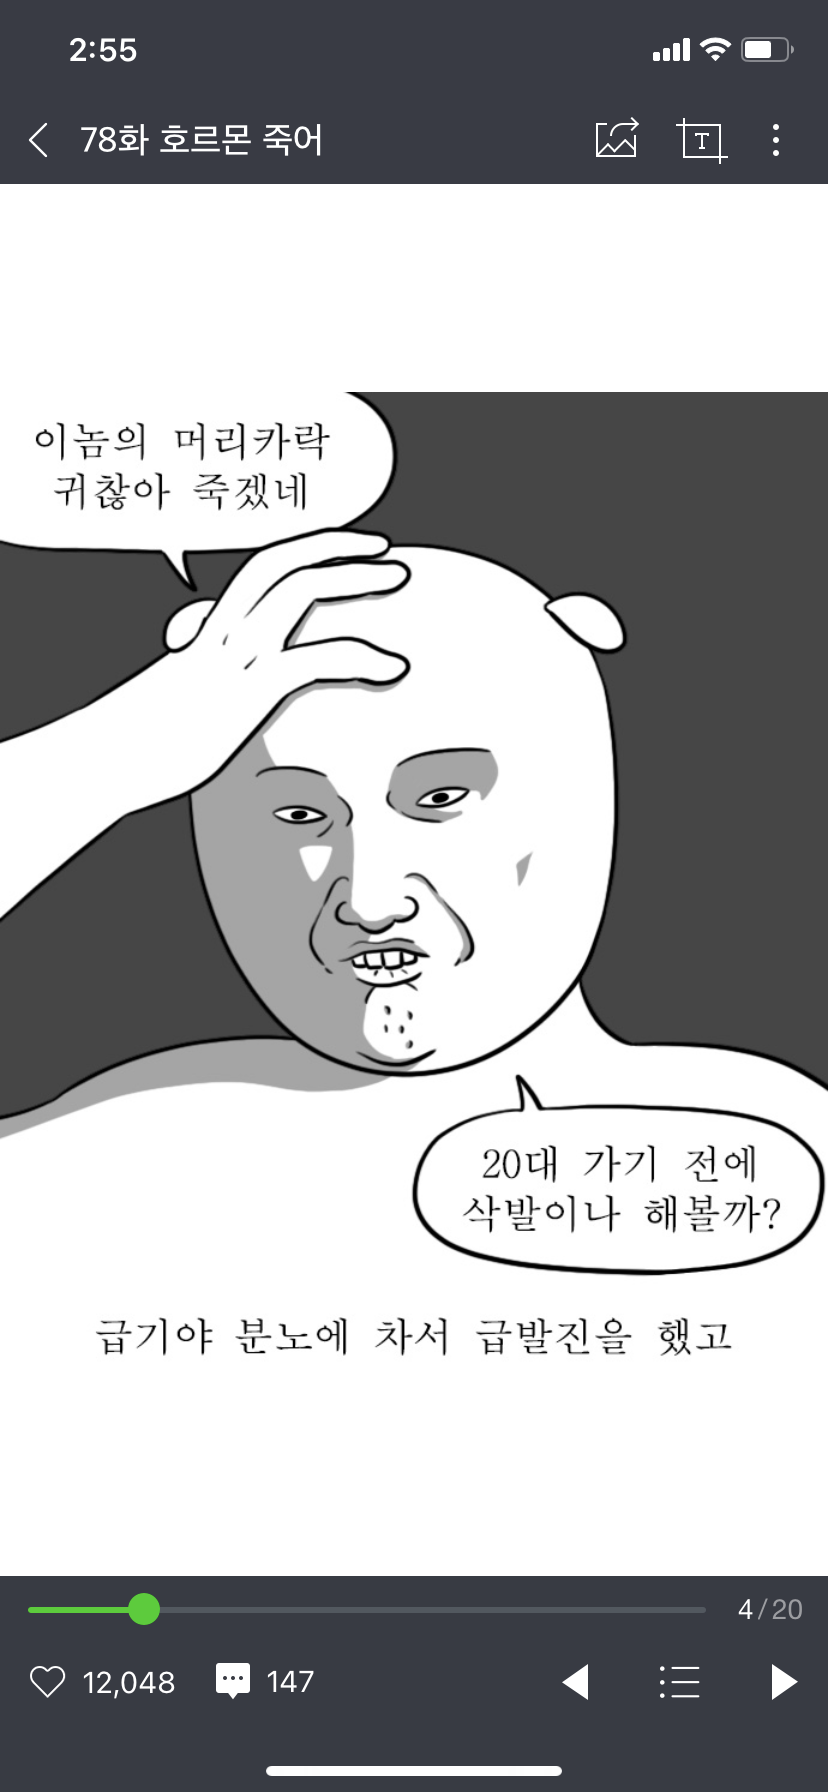 2:55
78화 호르몬 죽어
T
이놈의 머리카락
귀찮아 죽겠네
20대 가기 전에
삭발이나 해볼까?
급기야 분노에 차서 급발진을 했고
4/20
12,048
147